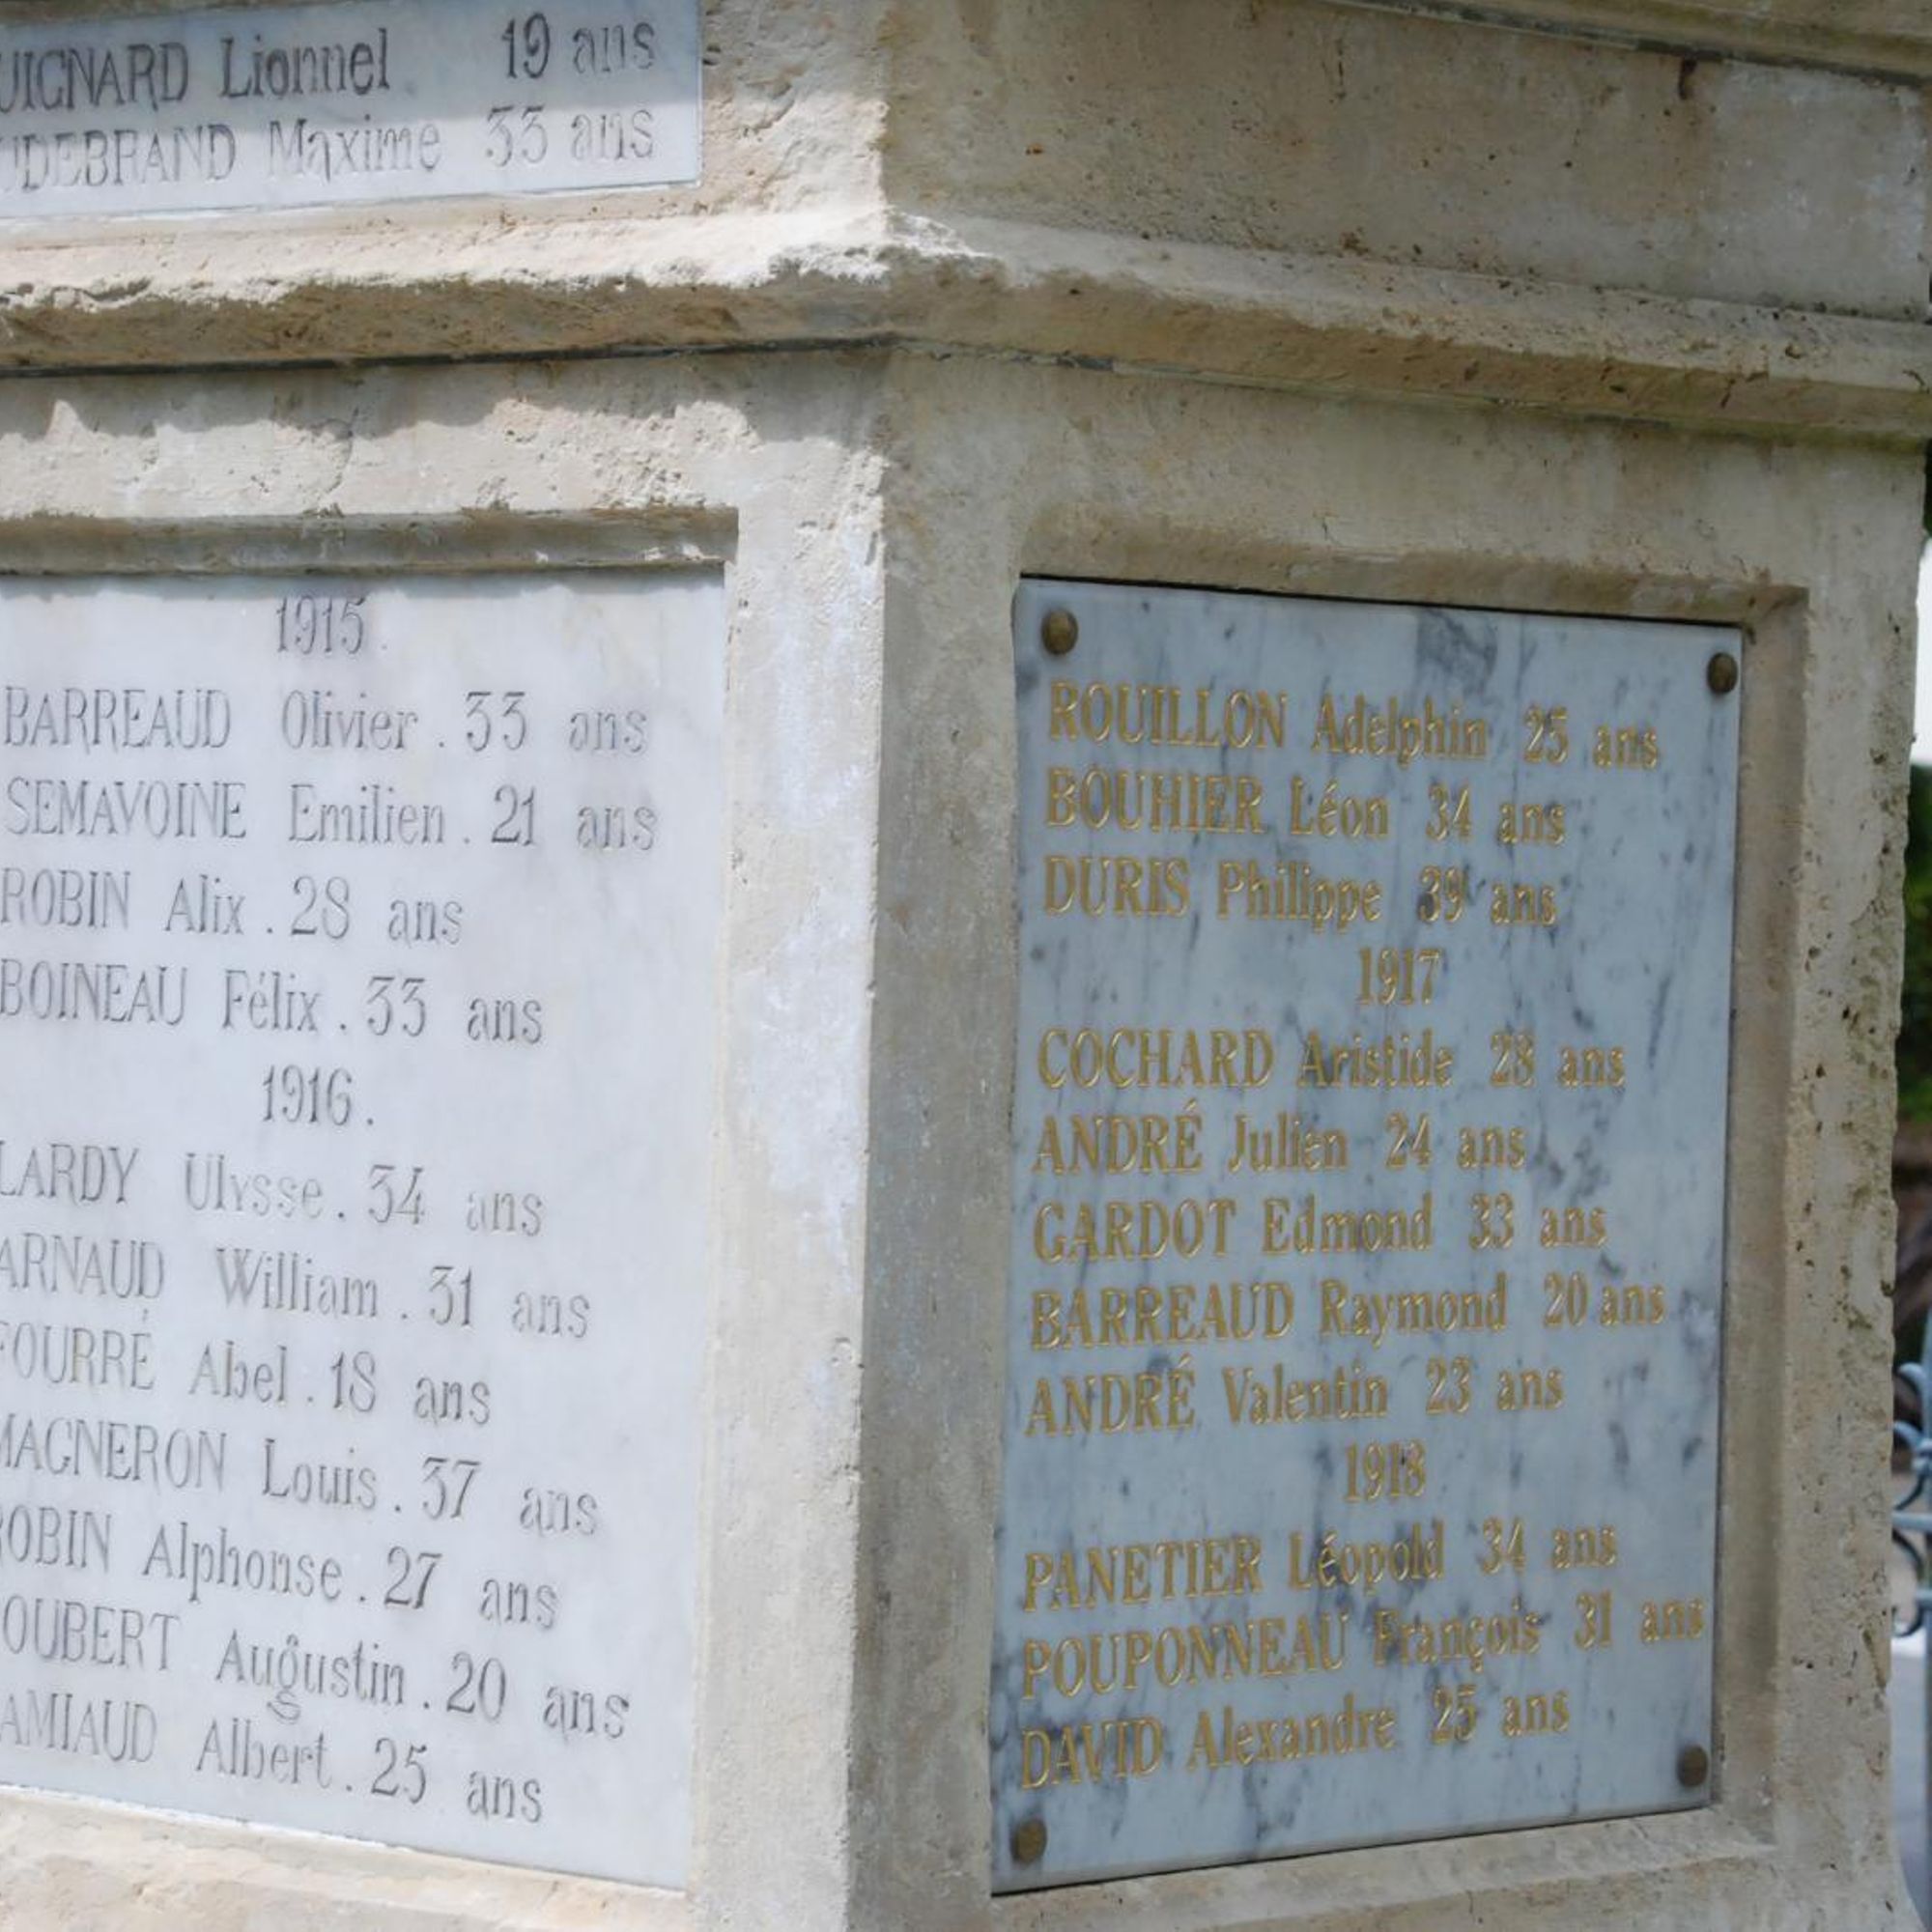 UIGNARD Lionnel 19 ans
UDEBRAND Maxime 33 ans
1915.
BARREAUD Olivier. 33 ans
SEMAVOINE Emilien. 21 ans
ROBIN Alix. 28 ans
BOINEAU Félix. 33 ans
1916.
LARDY Ulysse. 34 ans
ARNAUD William. 31 ans
FOURRÉ Abel. 18 ans
MAGNERON Louis. 37 ans
ROBIN Alphonse. 27 ans
OUBERT Augustin. 20 ans
AMIAUD Albert. 25 ans
ROUILLON Adelphin 25 ans
BOUHIER Léon 34 ans
DURIS Philippe 39 ans
1917
COCHARD Aristide 28 ans
ANDRÉ Julien 24 ans
GARDOT Edmond 33 ans
BARREAUD Raymond 20 ans
ANDRÉ Valentin 23 ans
1918
PANETIER Léopold 34 ans
POUPONNEAU François 31 ans
DAVID Alexandre 25 ans